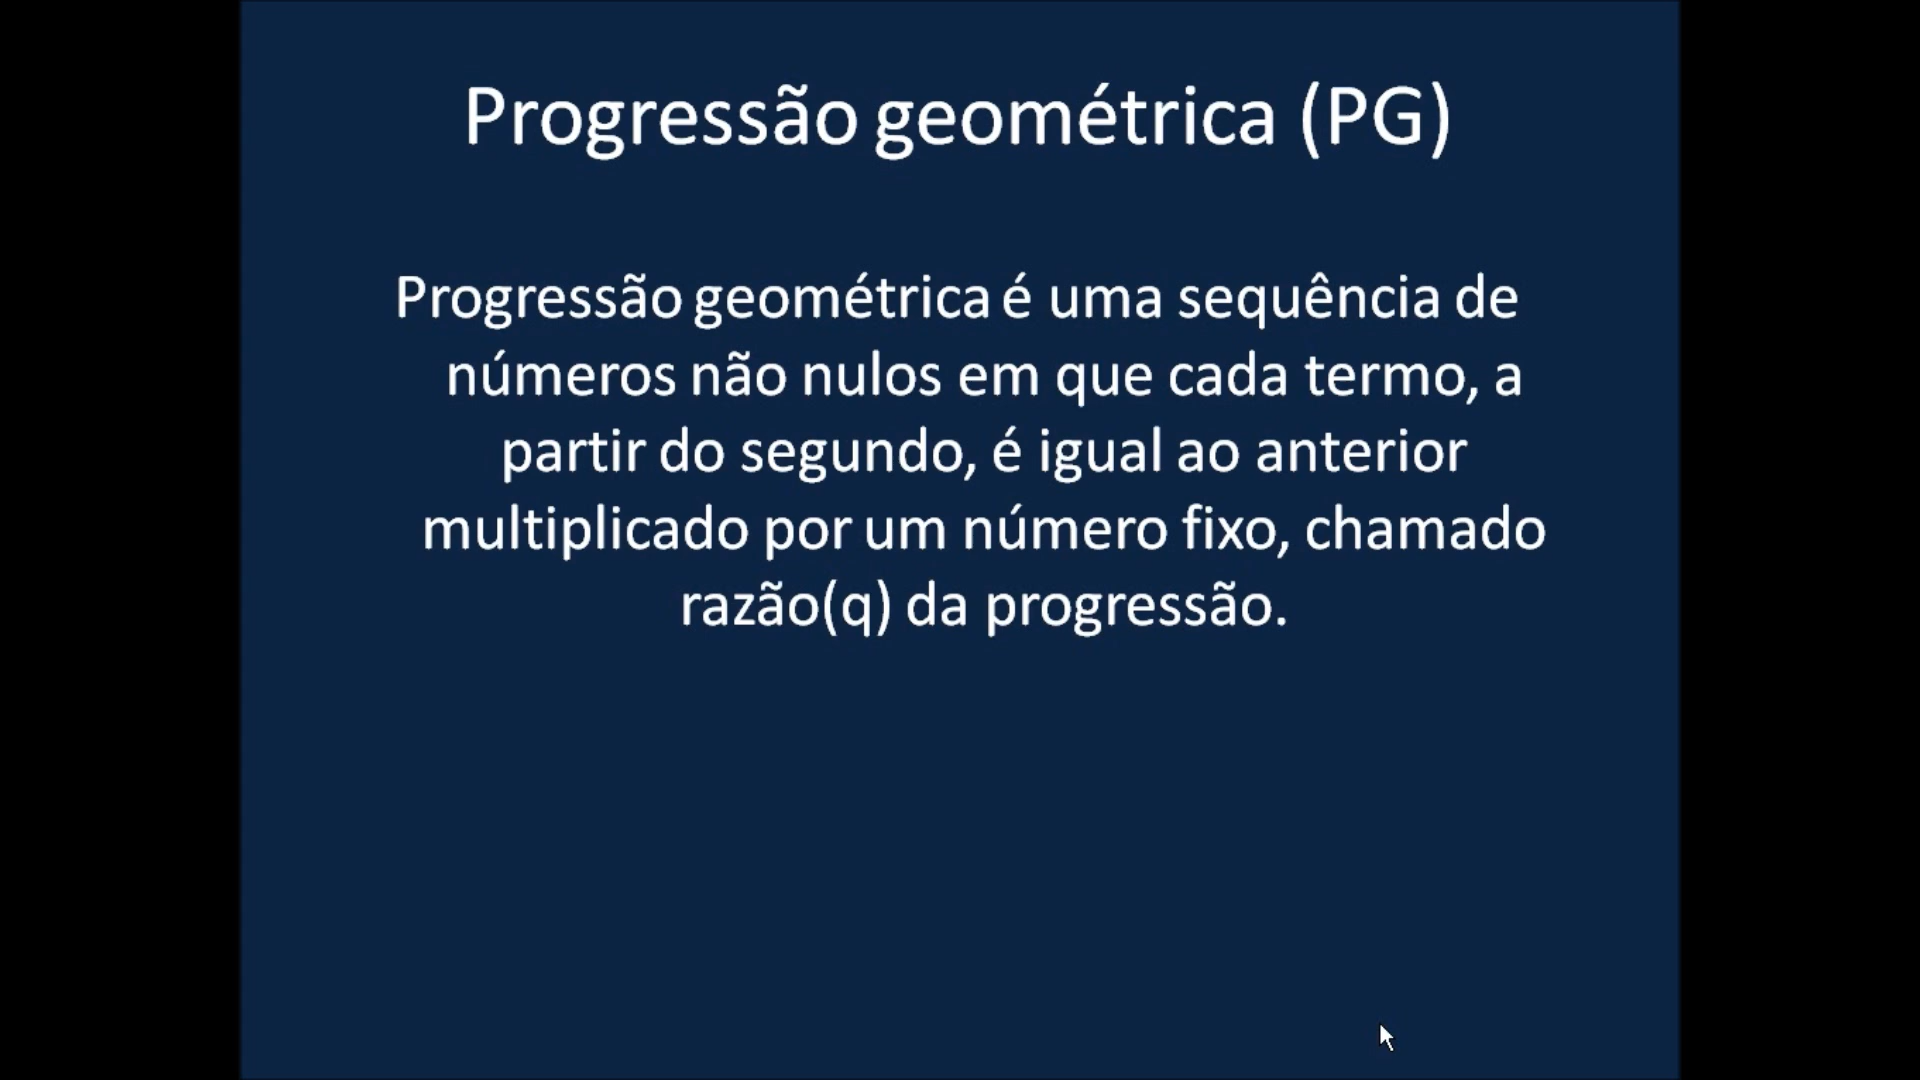 Progressão geométrica (PG)
Progressão geométrica é uma sequência de
números não nulos em que cada termo, a
partir do segundo, é igual ao anterior
multiplicado por um número fixo, chamado
razão(q) da progressão.